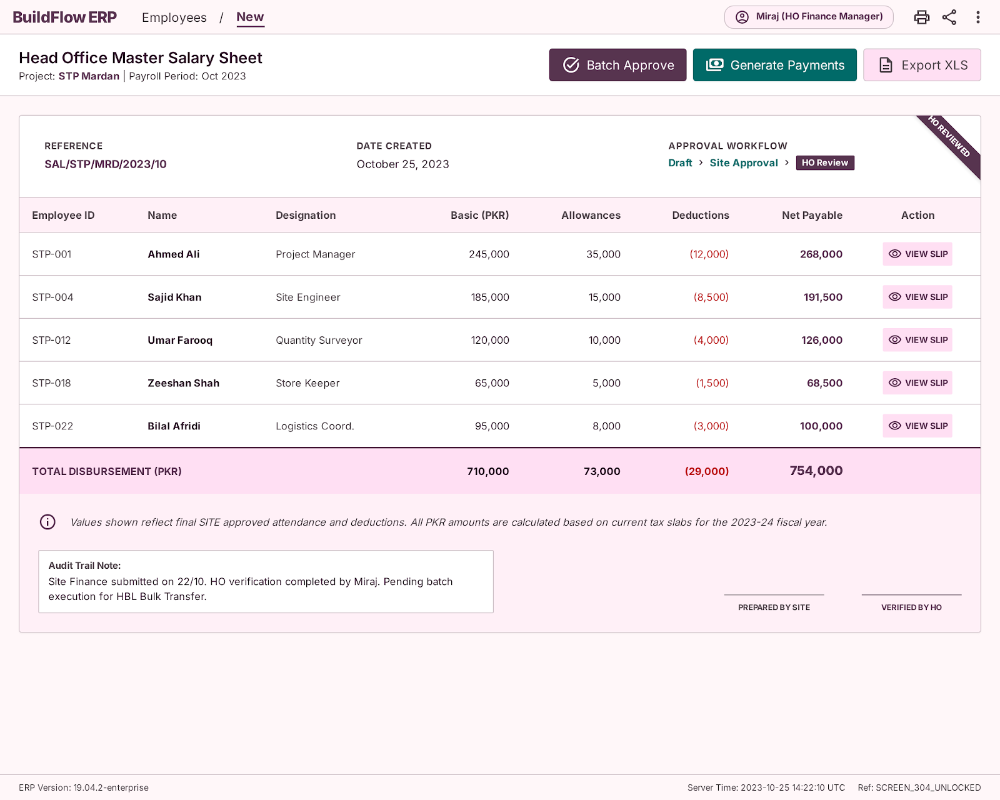 BuildFlow ERP Employees / New Miraj (HO Finance Manager)
Head Office Master Salary Sheet
Project: STP Mardan | Payroll Period: Oct 2023
Batch Approve Generate Payments Export XLS
HO REVIEWED
REFERENCE DATE CREATED APPROVAL WORKFLOW
SAL/STP/MRD/2023/10 October 25, 2023 Draft › Site Approval › HO Review
Employee ID Name Designation Basic (PKR) Allowances Deductions Net Payable Action
STP-001 Ahmed Ali Project Manager 245,000 35,000 (12,000) 268,000 VIEW SLIP
STP-004 Sajid Khan Site Engineer 185,000 15,000 (8,500) 191,500 VIEW SLIP
STP-012 Umar Farooq Quantity Surveyor 120,000 10,000 (4,000) 126,000 VIEW SLIP
STP-018 Zeeshan Shah Store Keeper 65,000 5,000 (1,500) 68,500 VIEW SLIP
STP-022 Bilal Afridi Logistics Coord. 95,000 8,000 (3,000) 100,000 VIEW SLIP
TOTAL DISBURSEMENT (PKR) 710,000 73,000 (29,000) 754,000
Values shown reflect final SITE approved attendance and deductions. All PKR amounts are calculated based on current tax slabs for the 2023-24 fiscal year.
Audit Trail Note:
Site Finance submitted on 22/10. HO verification completed by Miraj. Pending batch
execution for HBL Bulk Transfer.
PREPARED BY SITE VERIFIED BY HO
ERP Version: 19.04.2-enterprise Server Time: 2023-10-25 14:22:10 UTC Ref: SCREEN_304_UNLOCKED